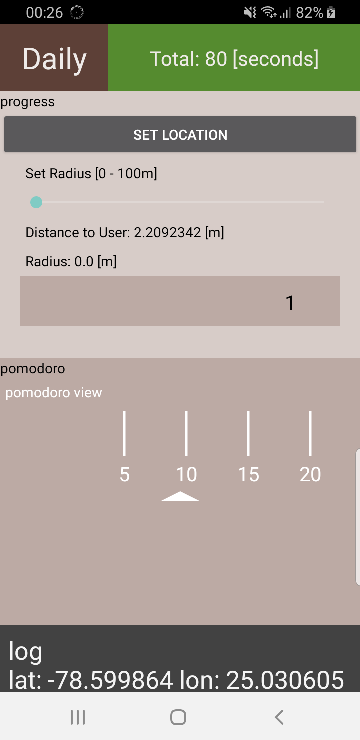 00:26 82%
Daily Total: 80 [seconds]
progress
SET LOCATION
Set Radius [0 - 100m]
Distance to User: 2.2092342 [m]
Radius: 0.0 [m]
1
pomodoro
pomodoro view
5 10 15 20
log
lat: -78.599864 lon: 25.030605